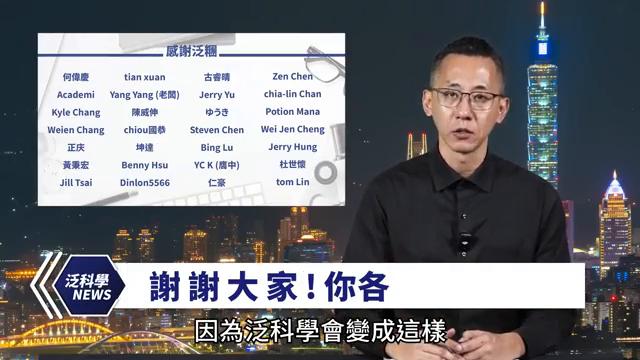 感謝泛糰
何偉慶 tian xuan 古睿晴 Zen Chen
Academi Yang Yang (老闆) Jerry Yu chia-lin Chan
Kyle Chang 陳威伸 ゆうき Potion Mana
Weien Chang chiou國恭 Steven Chen Wei Jen Cheng
正庆 坤達 Bing Lu Jerry Hung
黃秉宏 Benny Hsu YC K (膺中) 杜世懷
Jill Tsai Dinlon5566 仁豪 tom Lin
泛科學
NEWS
謝謝大家!你各
因為泛科學會變成這樣